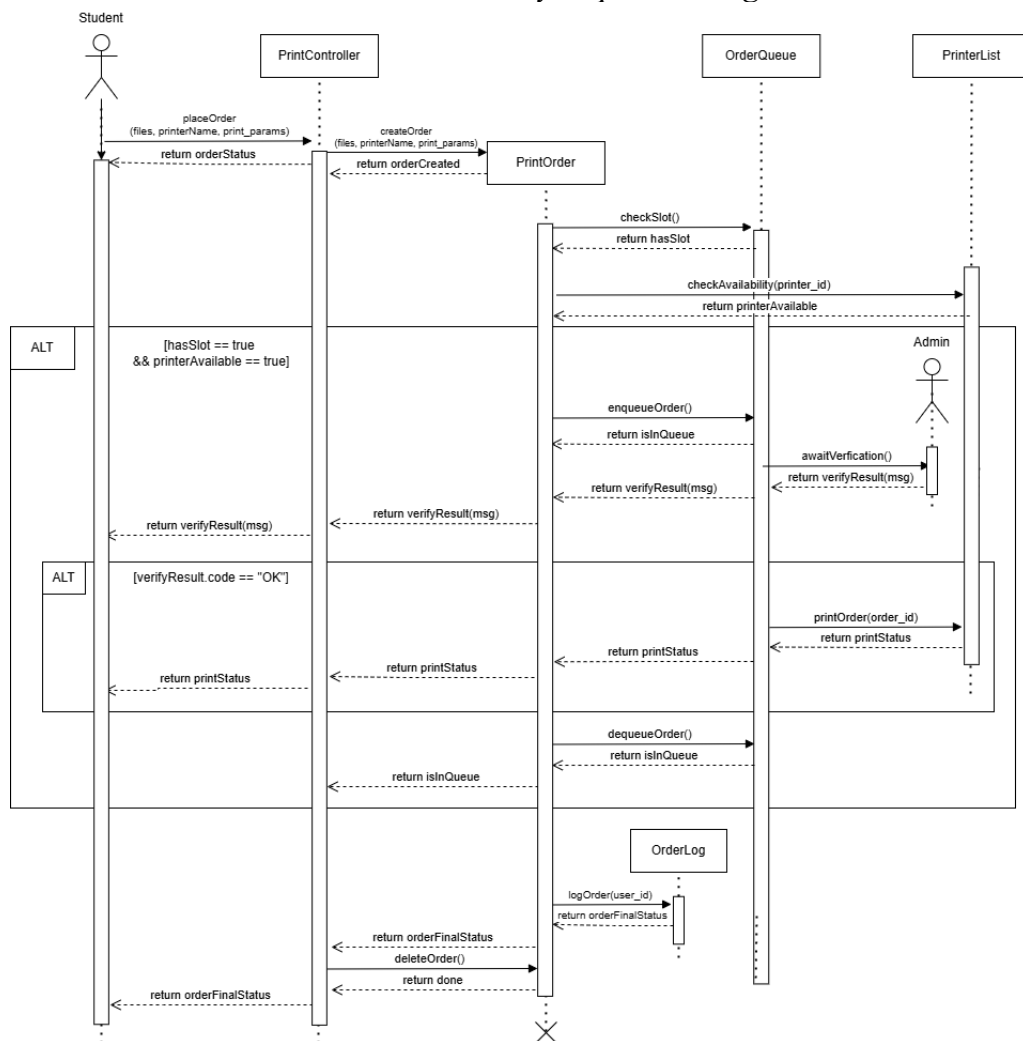 Student
PrintController
OrderQueue
PrinterList
placeOrder
(files, printerName, print_params)
createOrder
(files, printerName, print_params)
return orderStatus
return orderCreated
PrintOrder
checkSlot()
return hasSlot
checkAvailability(printer_id)
return printerAvailable
ALT
[hasSlot == true
&& printerAvailable == true]
Admin
enqueueOrder()
return isInQueue
awaitVerfication()
return verifyResult(msg)
return verifyResult(msg)
return verifyResult(msg)
return verifyResult(msg)
ALT
[verifyResult.code == "OK"]
printOrder(order_id)
return printStatus
return printStatus
return printStatus
return printStatus
dequeueOrder()
return isInQueue
return isInQueue
OrderLog
logOrder(user_id)
return orderFinalStatus
return orderFinalStatus
deleteOrder()
return done
return orderFinalStatus